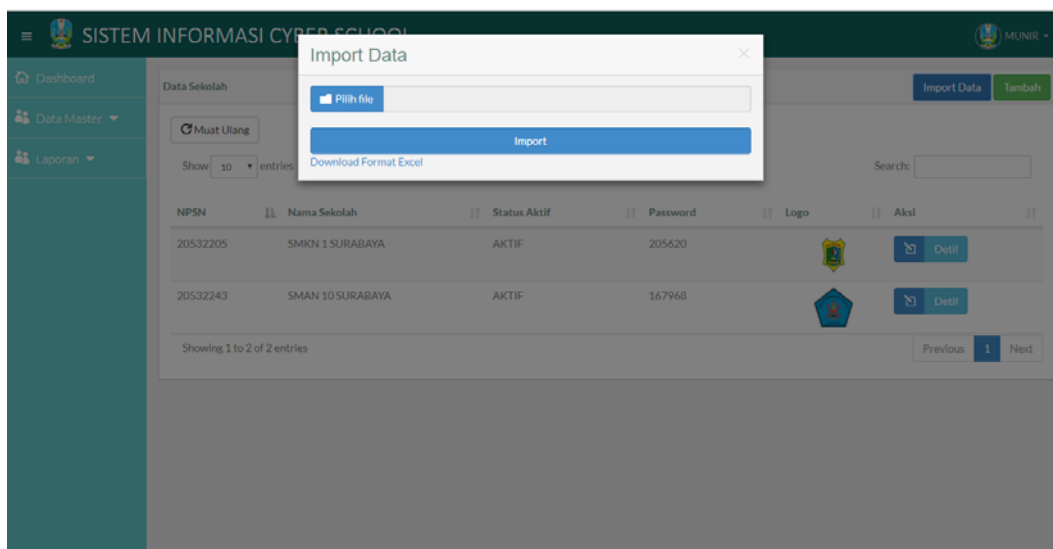 SISTEM INFORMASI CYBER SCHOOL
MUNIR
Import Data
Pilih file
Import
Download Format Excel
Dashboard
Data Master
Laporan
Data Sekolah
Import Data Tambah
Muat Ulang
Show 10 entries
Search:
NPSN Nama Sekolah Status Aktif Password Logo Aksi
20532205 SMKN 1 SURABAYA AKTIF 205620 Detil
20532243 SMAN 10 SURABAYA AKTIF 167968 Detil
Showing 1 to 2 of 2 entries
Previous 1 Next